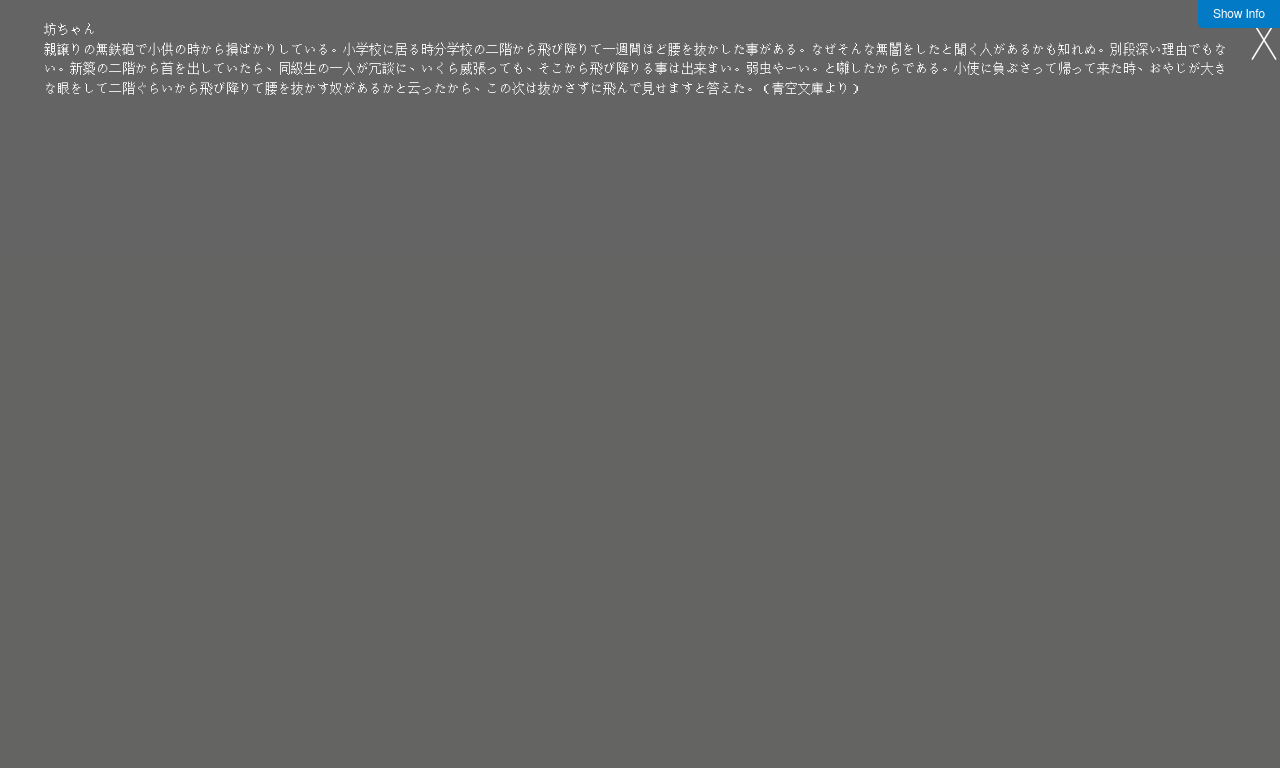 Show Info
坊ちゃん
親譲りの無鉄砲で小供の時から損ばかりしている。小学校に居る時分学校の二階から飛び降りて一週間ほど腰を抜かした事がある。なぜそんな無闇をしたと聞く人があるかも知れぬ。別段深い理由でもな
い。新築の二階から首を出していたら、同級生の一人が冗談に、いくら威張っても、そこから飛び降りる事は出来まい。弱虫やーい。と囃したからである。小使に負ぶさって帰って来た時、おやじが大き
な眼をして二階ぐらいから飛び降りて腰を抜かす奴があるかと云ったから、この次は抜かさずに飛んで見せますと答えた。(青空文庫より)